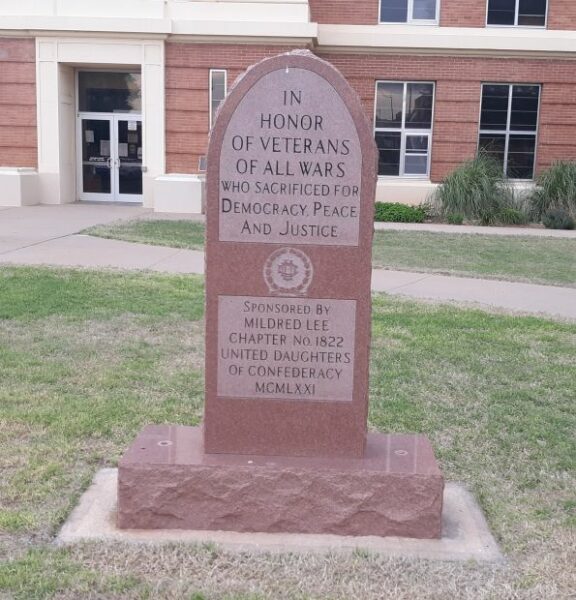 IN
HONOR
OF VETERANS
OF ALL WARS
WHO SACRIFICED FOR
DEMOCRACY, PEACE
AND JUSTICE
SPONSORED BY
MILDRED LEE
CHAPTER NO. 1822
UNITED DAUGHTERS
OF CONFEDERACY
MCMLXXI